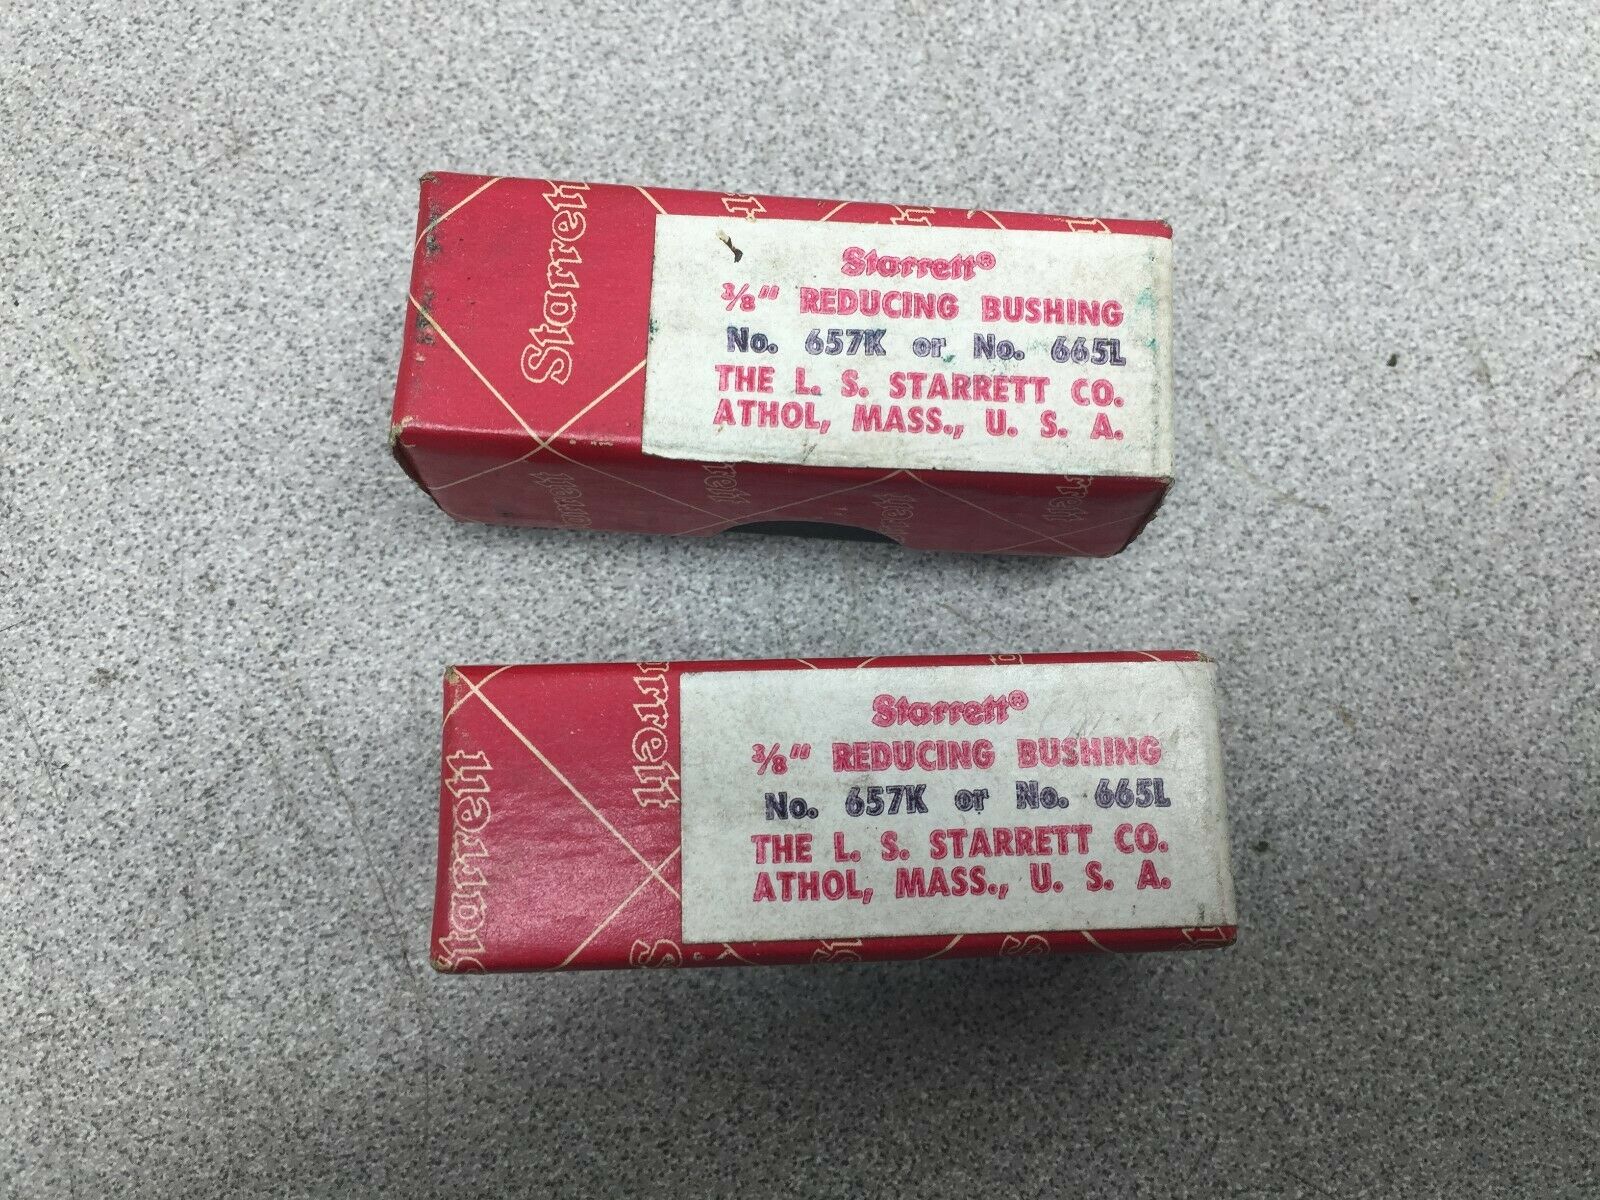 Starrett
Starrett®
3/8" REDUCING BUSHING
No. 657K or No. 665L
THE L. S. STARRETT CO.
ATHOL, MASS., U. S. A.
Starrett
Starrett®
3/8" REDUCING BUSHING
No. 657K or No. 665L
THE L. S. STARRETT CO.
ATHOL, MASS., U. S. A.